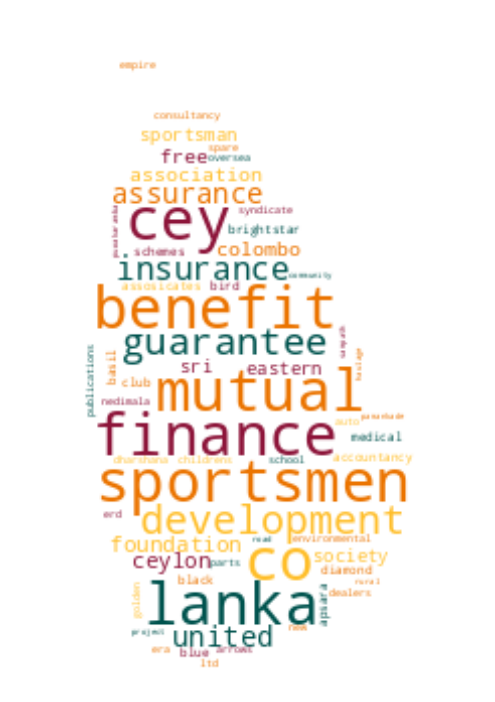 empire
consultancy
sportsman
spare
free oversea
association
assurance
cey syndicate
brightstar
schemes colombo
insurance community
assosicates bird
benefit
guarantee
publications
sri eastern
basil club mutual
nedimala
auto
finance medical
dharshana childrens school accountancy
sportsmen
erd
development
road environmental
foundation co society
ceylon parts
diamond
black rural
golden lanka apsara dealers
new
project united
era blue arrows
ltd